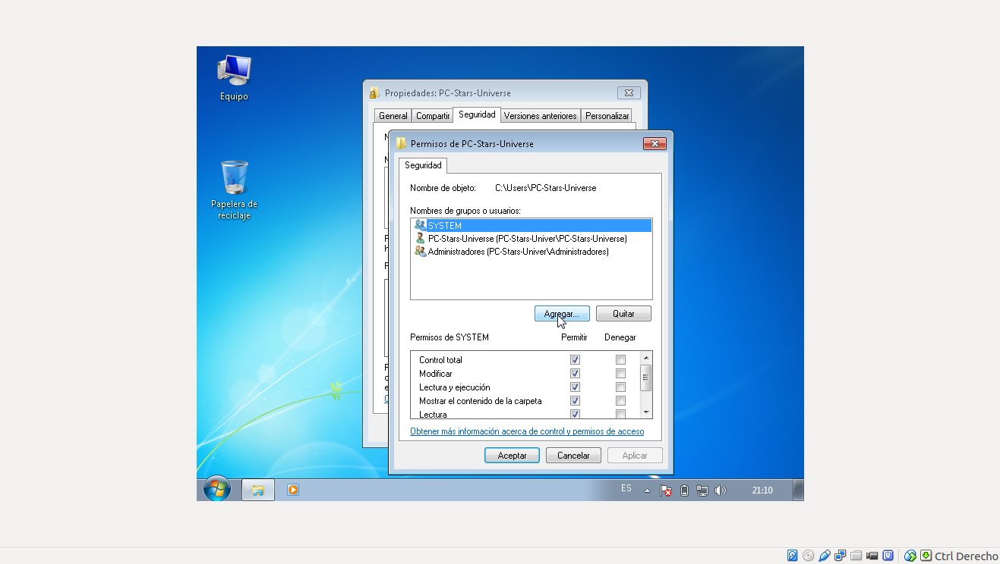 Equipo
Papelera de
reciclaje
Propiedades: PC-Stars-Universe
General Compartir Seguridad Versiones anteriores Personalizar
Permisos de PC-Stars-Universe
Seguridad
Nombre de objeto: C:\Users\PC-Stars-Universe
Nombres de grupos o usuarios:
SYSTEM
PC-Stars-Universe (PC-Stars-Univer\PC-Stars-Universe)
Administradores (PC-Stars-Univer\Administradores)
Agregar... Quitar
Permisos de SYSTEM Permitir Denegar
Control total
Modificar
Lectura y ejecución
Mostrar el contenido de la carpeta
Lectura
Obtener más información acerca de control y permisos de acceso
Aceptar Cancelar Aplicar
ES 21:10
Ctrl Derecho